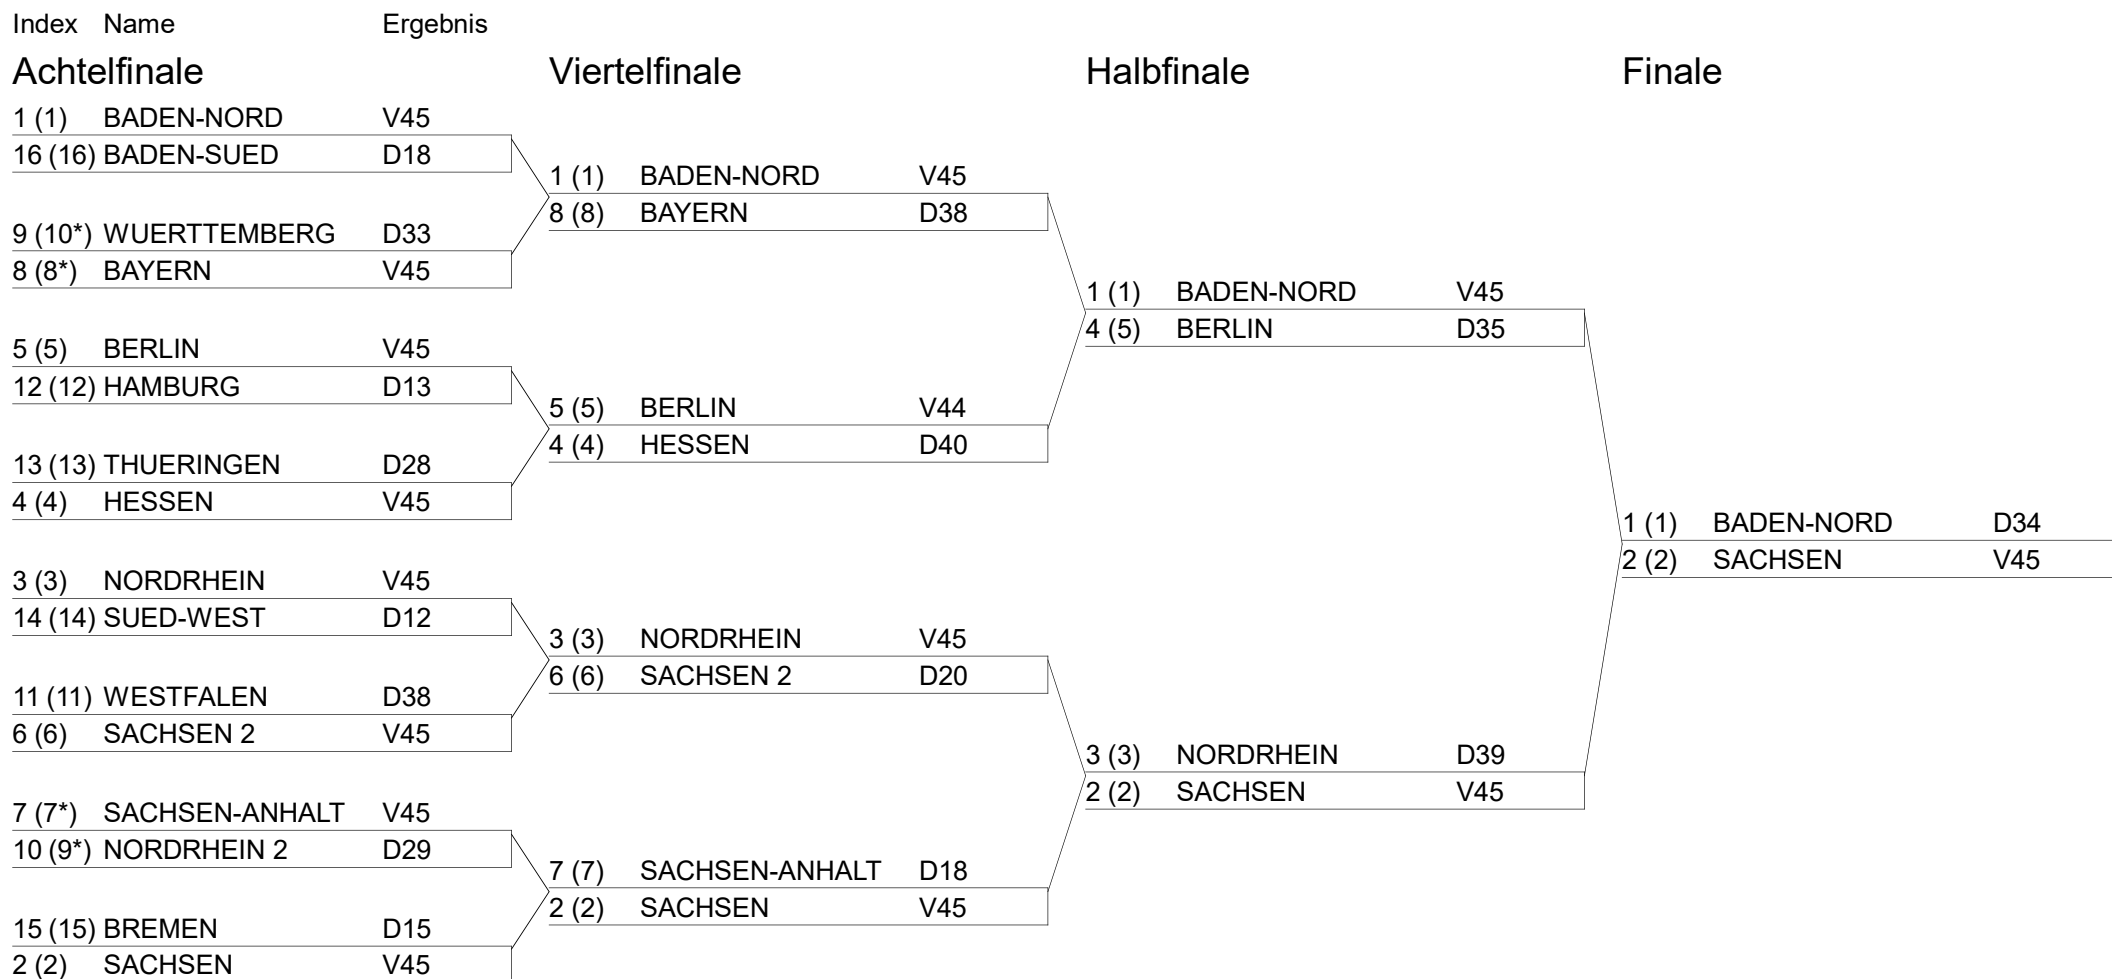 Index Name Ergebnis
Achtelfinale Viertelfinale Halbfinale Finale
1 (1) BADEN-NORD V45
16 (16) BADEN-SUED D18
9 (10*) WUERTTEMBERG D33
8 (8*) BAYERN V45
5 (5) BERLIN V45
12 (12) HAMBURG D13
13 (13) THUERINGEN D28
4 (4) HESSEN V45
3 (3) NORDRHEIN V45
14 (14) SUED-WEST D12
11 (11) WESTFALEN D38
6 (6) SACHSEN 2 V45
7 (7*) SACHSEN-ANHALT V45
10 (9*) NORDRHEIN 2 D29
15 (15) BREMEN D15
2 (2) SACHSEN V45
1 (1) BADEN-NORD V45
8 (8) BAYERN D38
5 (5) BERLIN V44
4 (4) HESSEN D40
3 (3) NORDRHEIN V45
6 (6) SACHSEN 2 D20
7 (7) SACHSEN-ANHALT D18
2 (2) SACHSEN V45
1 (1) BADEN-NORD V45
4 (5) BERLIN D35
3 (3) NORDRHEIN D39
2 (2) SACHSEN V45
1 (1) BADEN-NORD D34
2 (2) SACHSEN V45